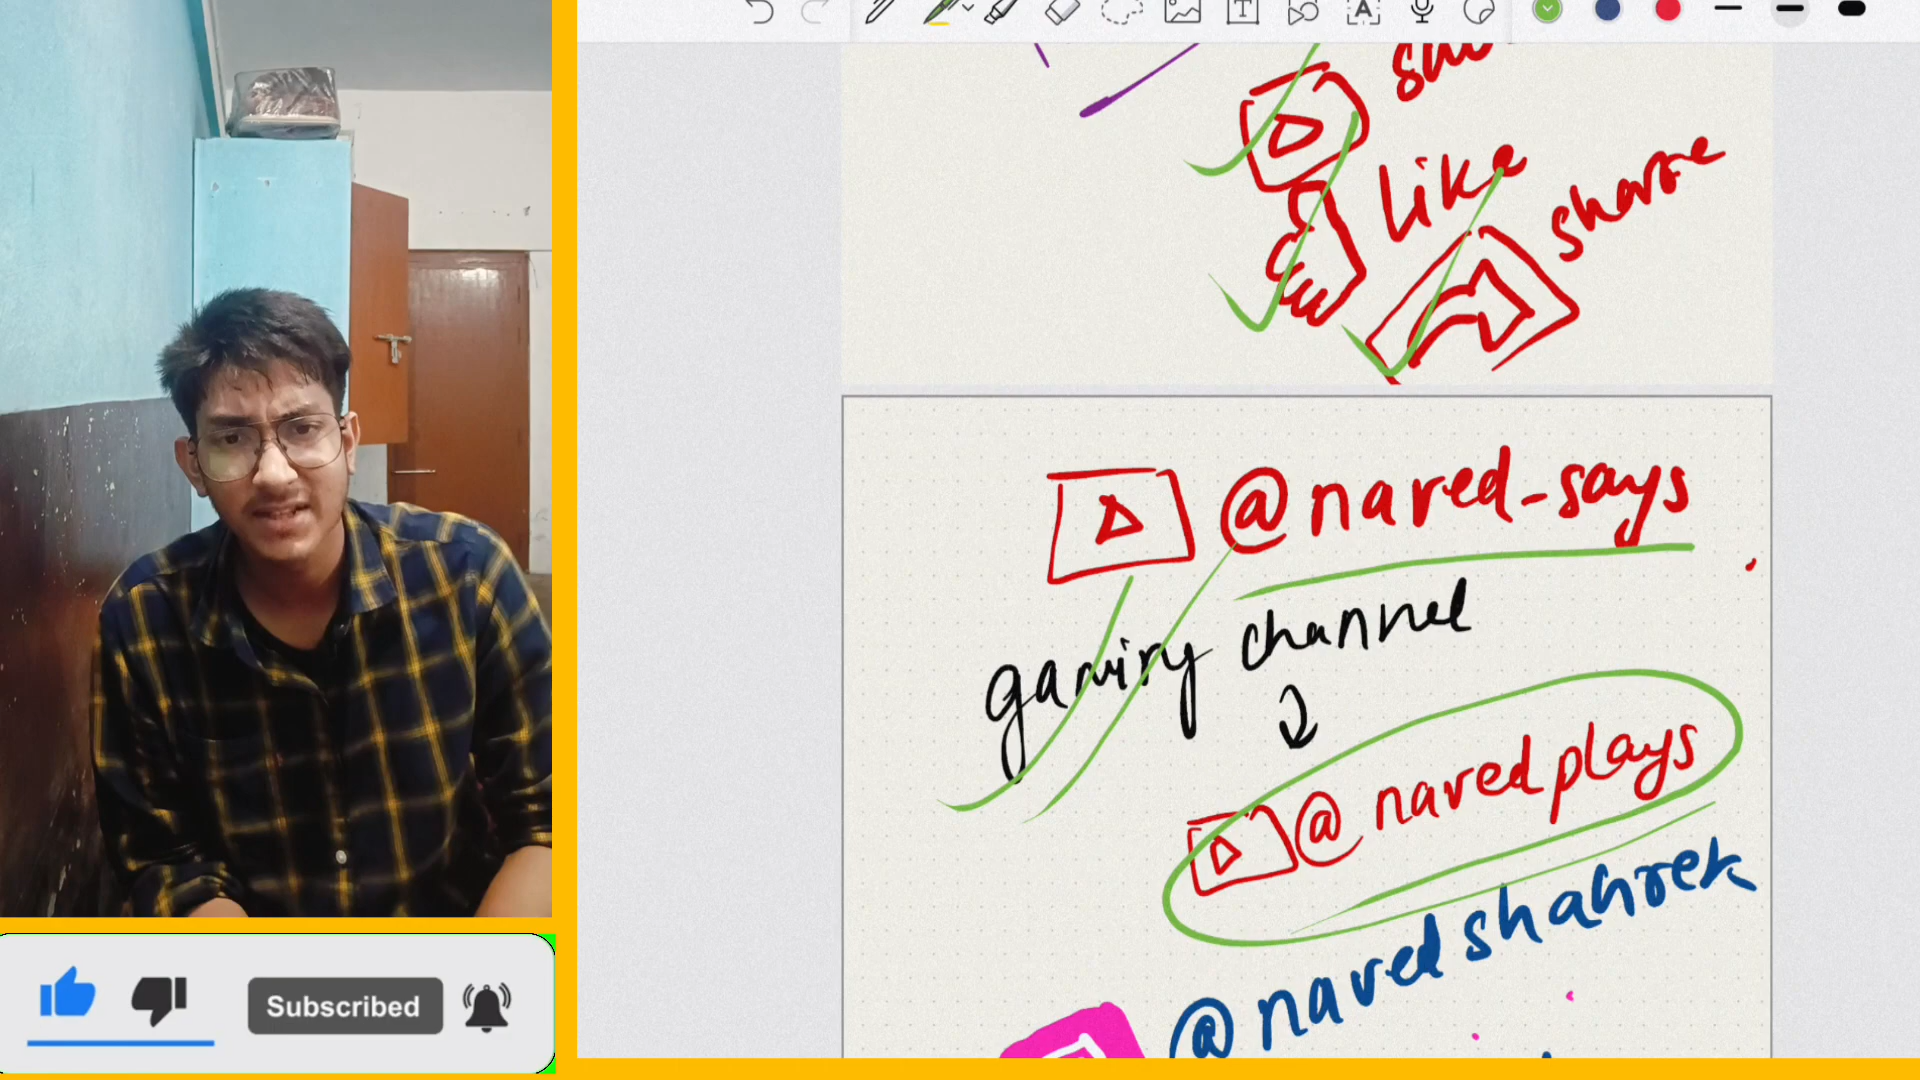 like
share
@nared-says
gaming channel
@naredplays
@naredshahrek
Subscribed